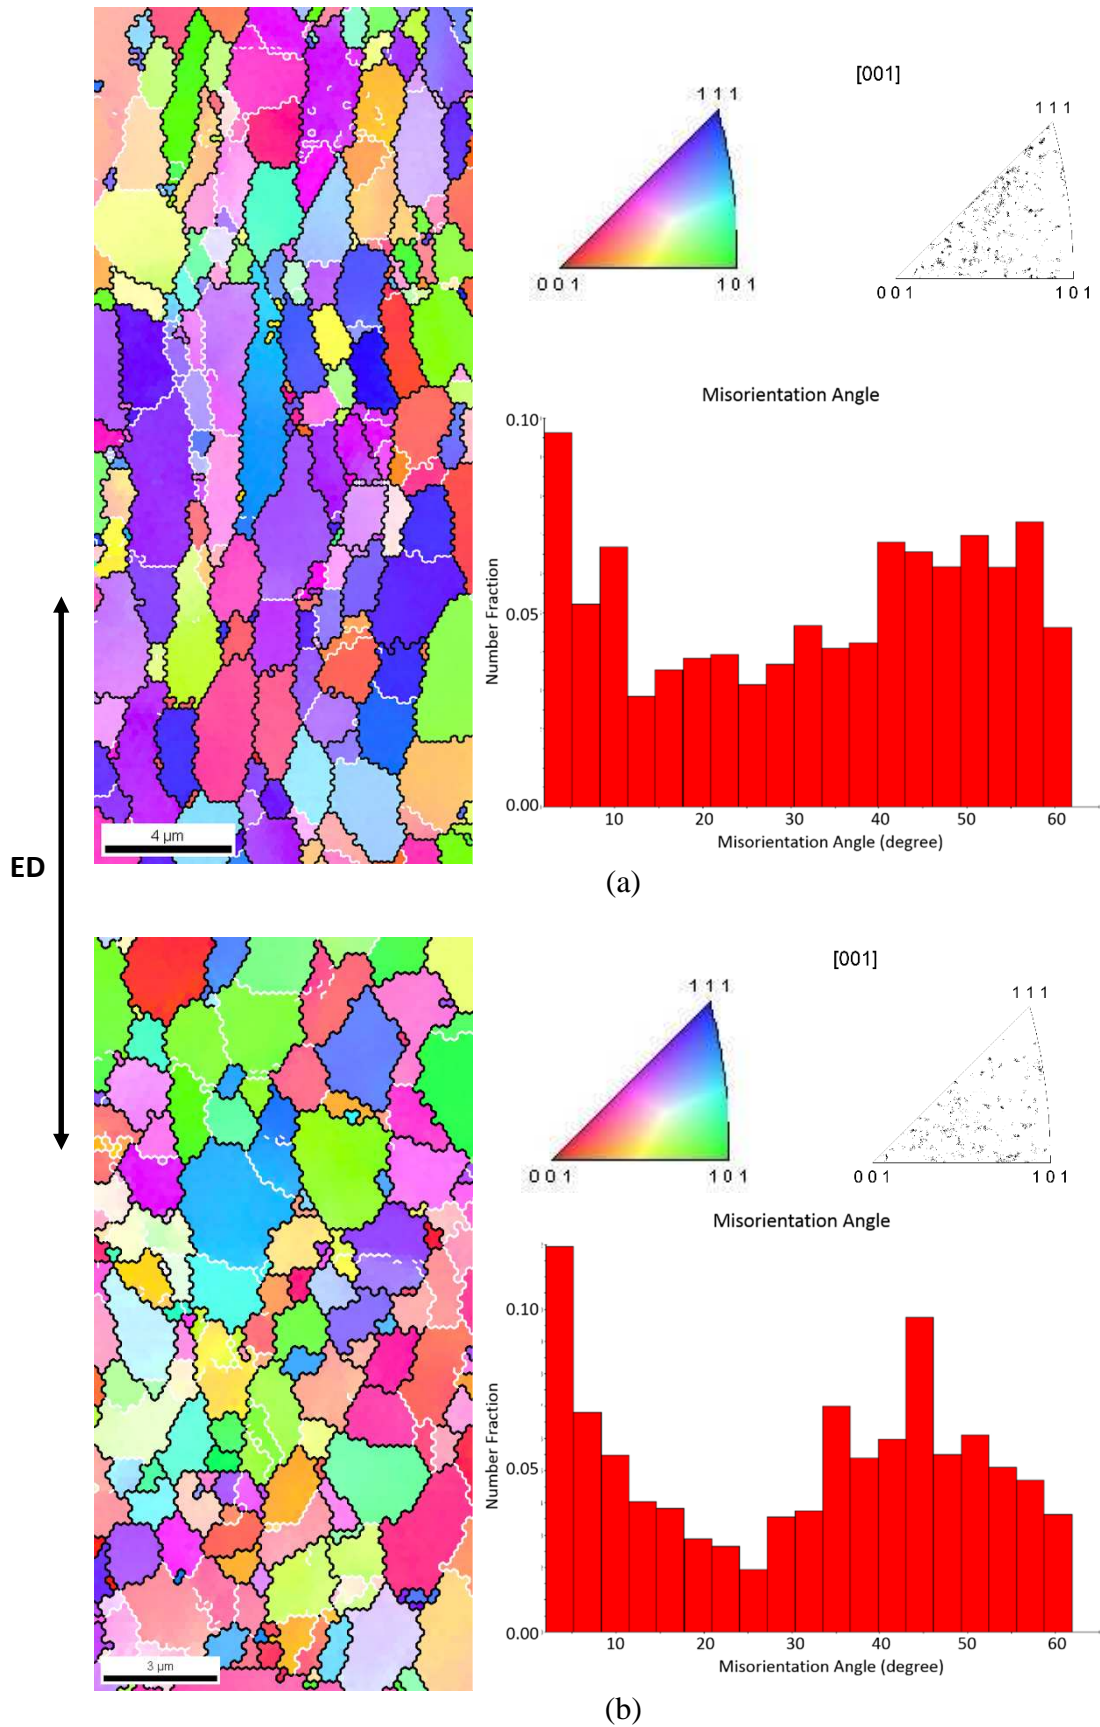 [001]
1 1 1
1 1 1
0 0 1
1 0 1
0 0 1
1 0 1
Misorientation Angle
0.10
0.05
0.00
Number Fraction
10 20 30 40 50 60
Misorientation Angle (degree)
4 µm
(a)
ED
[001]
1 1 1
1 1 1
0 0 1
1 0 1
0 0 1
1 0 1
Misorientation Angle
0.10
0.05
0.00
Number Fraction
10 20 30 40 50 60
Misorientation Angle (degree)
3 µm
(b)